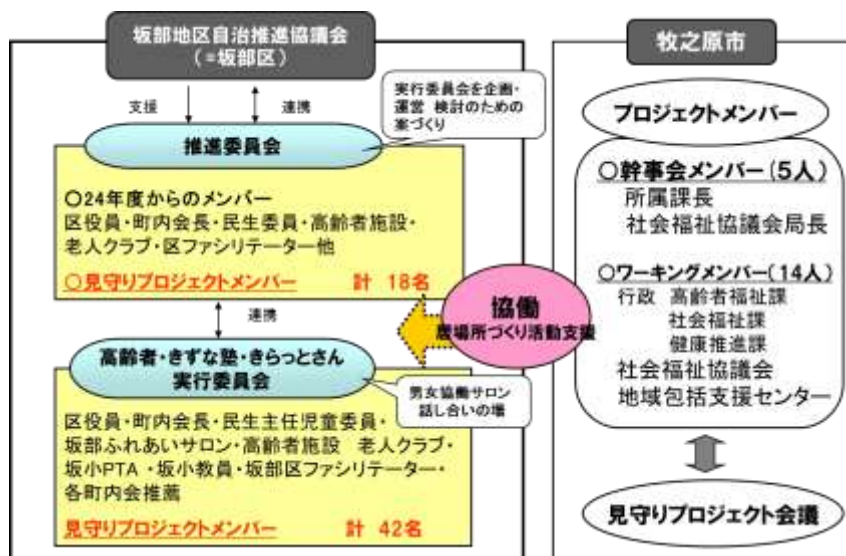 坂部地区自治推進協議会
(=坂部区)
支援
連携
実行委員会を企画・
運営 検討のための
案づくり
推進委員会
○24年度からのメンバー
区役員・町内会長・民生委員・高齢者施設・
老人クラブ・区ファシリテーター他
○見守りプロジェクトメンバー 計 18名
連携
高齢者・きずな塾・きらっとさん
実行委員会
男女協働サロン
話し合いの場
区役員・町内会長・民生主任児童委員・
坂部ふれあいサロン・高齢者施設 老人クラブ・
坂小PTA・坂小教員・坂部区ファシリテーター・
各町内会推薦
見守りプロジェクトメンバー 計 42名
協働
居場所づくり活動支援
牧之原市
プロジェクトメンバー
○幹事会メンバー(5人)
所属課長
社会福祉協議会局長
○ワーキングメンバー(14人)
行政 高齢者福祉課
社会福祉課
健康推進課
社会福祉協議会
地域包括支援センター
見守りプロジェクト会議